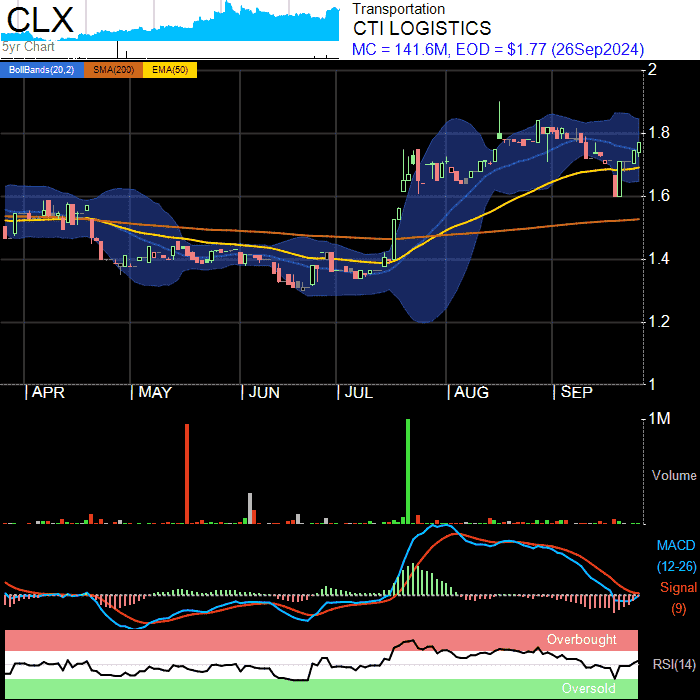 CLX
5yr Chart
Transportation
CTI LOGISTICS
MC = 141.6M, EOD = $1.77 (26Sep2024)
BollBands(20,2) SMA(200) EMA(50)
2
1.8
1.6
1.4
1.2
1
APR MAY JUN JUL AUG SEP
1M
Volume
0
MACD
(12-26)
Signal
(9)
0
Overbought
RSI(14)
Oversold